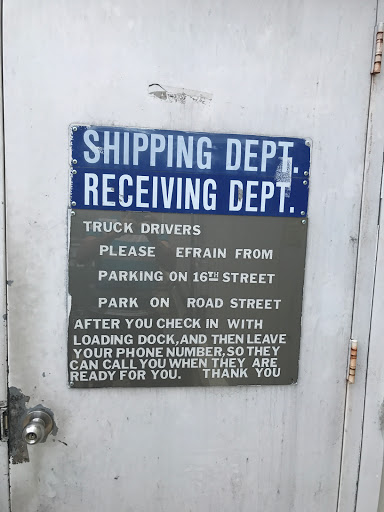 SHIPPING DEPT.
RECEIVING DEPT.
TRUCK DRIVERS
PLEASE EFRAIN FROM
PARKING ON 16TH STREET
PARK ON ROAD STREET
AFTER YOU CHECK IN WITH
LOADING DOCK, AND THEN LEAVE
YOUR PHONE NUMBER, SO THEY
CAN CALL YOU WHEN THEY ARE
READY FOR YOU. THANK YOU